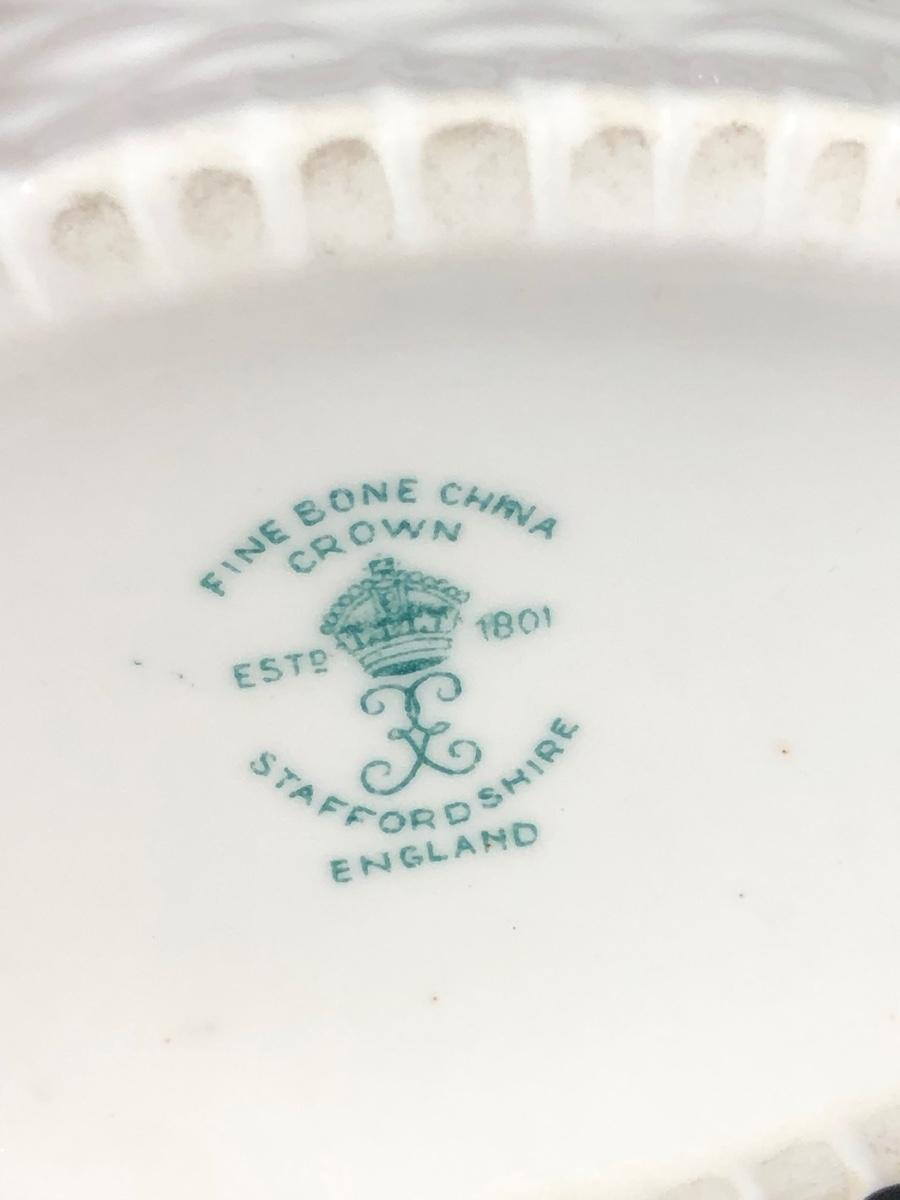 FINE BONE CHINA
CROWN
ESTD 1801
STAFFORDSHIRE
ENGLAND